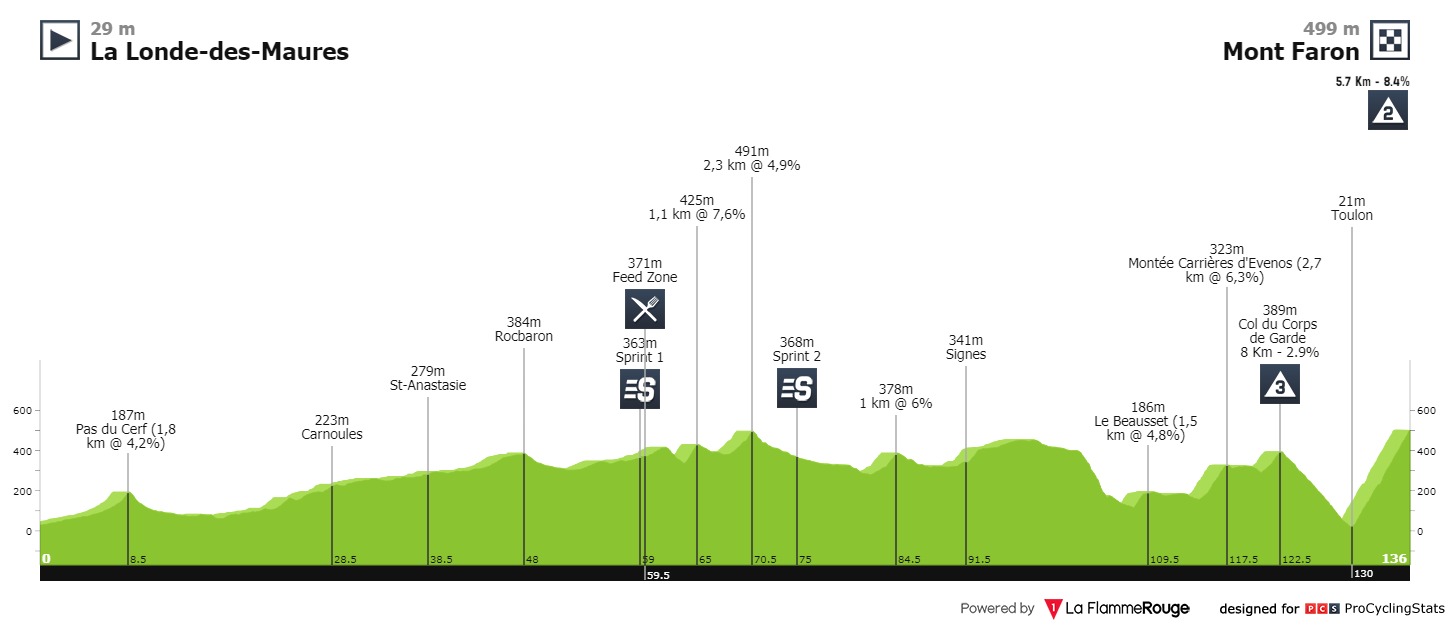 29 m
La Londe-des-Maures
499 m
Mont Faron
5.7 Km - 8.4%
2
491m
2,3 km @ 4,9%
425m
1,1 km @ 7,6%
21m
Toulon
323m
Montée Carrières d'Evenos (2,7
km @ 6,3%)
371m
Feed Zone
389m
Col du Corps
de Garde
8 Km - 2.9%
3
384m
Rocbaron
363m
Sprint 1
S
368m
Sprint 2
S
341m
Signes
279m
St-Anastasie
378m
1 km @ 6%
187m
Pas du Cerf (1,8
km @ 4,2%)
223m
Carnoules
186m
Le Beausset (1,5
km @ 4,8%)
600
400
200
0
600
400
200
0
0
8.5
28.5
38.5
48
59
65
70.5
75
84.5
91.5
109.5
117.5
122.5
136
59.5
130
Powered by
1
La FlammeRouge
designed for
PCS
ProCyclingStats